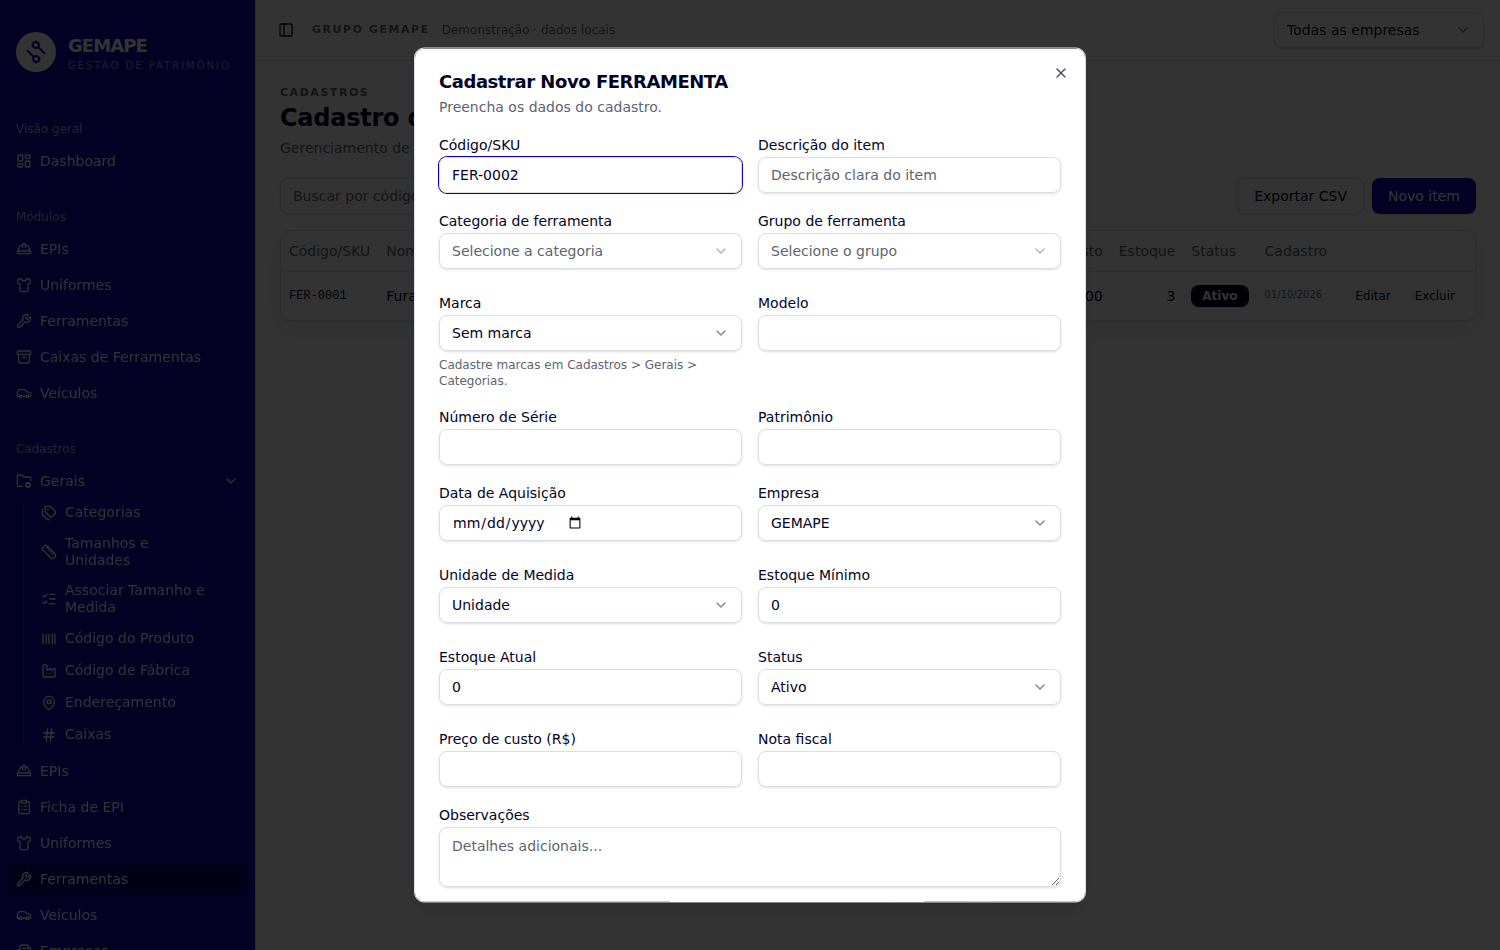 GEMAPE
GESTÃO DE PATRIMÔNIO
GRUPO GEMAPE
Demonstração · dados locais
Todas as empresas
Visão geral
Dashboard
Módulos
EPIs
Uniformes
Ferramentas
Caixas de Ferramentas
Veículos
Cadastros
Gerais
Categorias
Tamanhos e
Unidades
Associar Tamanho e
Medida
Código do Produto
Código de Fábrica
Endereçamento
Caixas
EPIs
Ficha de EPI
Uniformes
Ferramentas
Veículos
CADASTROS
Cadastro
Gerenciamento de
Buscar por código
Exportar CSV
Novo item
Código/SKU
Estoque
Status
Cadastro
FER-0001
3
Ativo
01/10/2026
Editar
Excluir
Cadastrar Novo FERRAMENTA
Preencha os dados do cadastro.
Código/SKU
FER-0002
Descrição do item
Descrição clara do item
Categoria de ferramenta
Selecione a categoria
Grupo de ferramenta
Selecione o grupo
Marca
Sem marca
Cadastre marcas em Cadastros > Gerais >
Categorias.
Modelo
Número de Série
Patrimônio
Data de Aquisição
mm/dd/yyyy
Empresa
GEMAPE
Unidade de Medida
Unidade
Estoque Mínimo
0
Estoque Atual
0
Status
Ativo
Preço de custo (R$)
Nota fiscal
Observações
Detalhes adicionais...